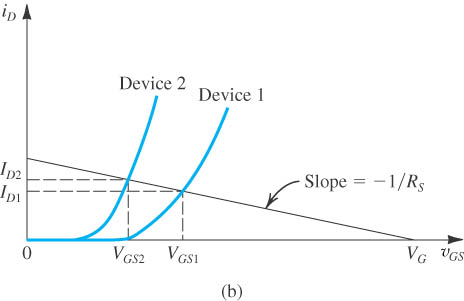 i_D
Device 2
Device 1
I_D2
I_D1
Slope = −1/R_S
0
V_GS2
V_GS1
V_G
v_GS
(b)